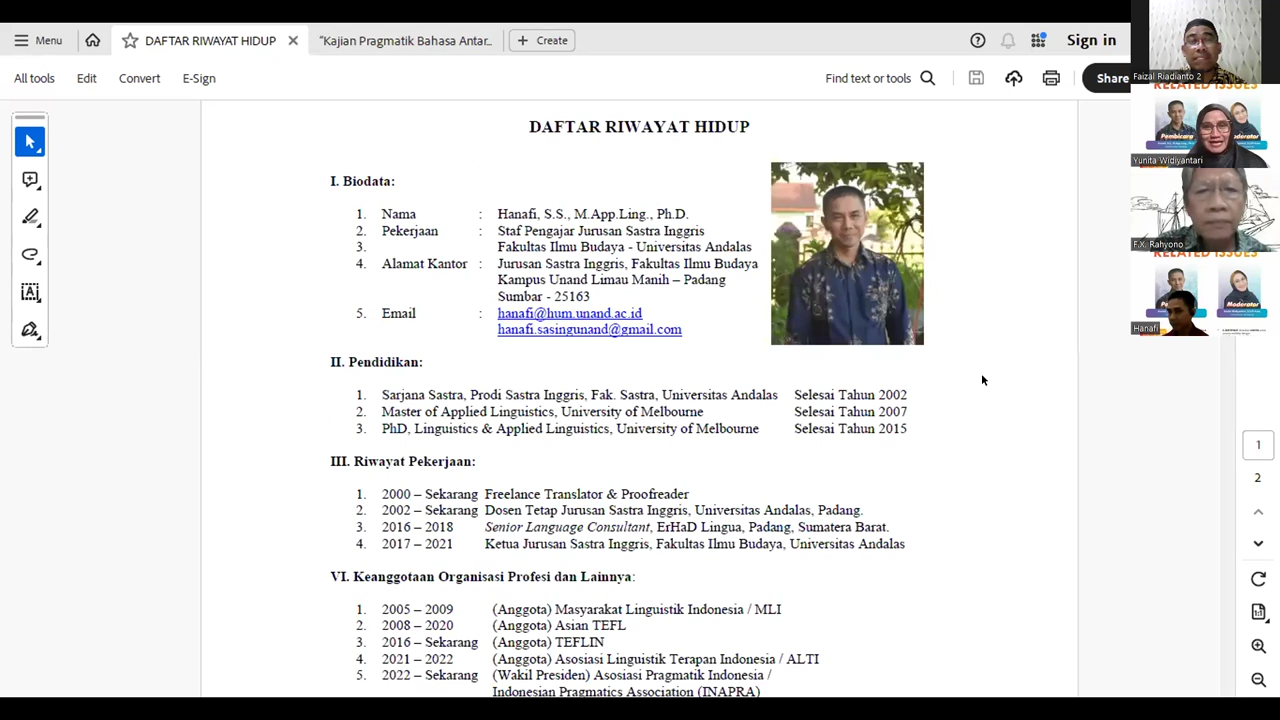 Menu
DAFTAR RIWAYAT HIDUP
"Kajian Pragmatik Bahasa Antar..
Create
Sign in
All tools
Edit
Convert
E-Sign
Find text or tools
Share
DAFTAR RIWAYAT HIDUP
I. Biodata:
1. Nama : Hanafi, S.S., M.App.Ling., Ph.D.
2. Pekerjaan : Staf Pengajar Jurusan Sastra Inggris
3. Fakultas Ilmu Budaya - Universitas Andalas
4. Alamat Kantor : Jurusan Sastra Inggris, Fakultas Ilmu Budaya
Kampus Unand Limau Manih – Padang
Sumbar - 25163
5. Email : hanafi@hum.unand.ac.id
hanafi.sasingunand@gmail.com
II. Pendidikan:
1. Sarjana Sastra, Prodi Sastra Inggris, Fak. Sastra, Universitas Andalas Selesai Tahun 2002
2. Master of Applied Linguistics, University of Melbourne Selesai Tahun 2007
3. PhD, Linguistics & Applied Linguistics, University of Melbourne Selesai Tahun 2015
III. Riwayat Pekerjaan:
1. 2000 – Sekarang Freelance Translator & Proofreader
2. 2002 – Sekarang Dosen Tetap Jurusan Sastra Inggris, Universitas Andalas, Padang.
3. 2016 – 2018 Senior Language Consultant, ErHaD Lingua, Padang, Sumatera Barat.
4. 2017 – 2021 Ketua Jurusan Sastra Inggris, Fakultas Ilmu Budaya, Universitas Andalas
VI. Keanggotaan Organisasi Profesi dan Lainnya:
1. 2005 – 2009 (Anggota) Masyarakat Linguistik Indonesia / MLI
2. 2008 – 2020 (Anggota) Asian TEFL
3. 2016 – Sekarang (Anggota) TEFLIN
4. 2021 – 2022 (Anggota) Asosiasi Linguistik Terapan Indonesia / ALTI
5. 2022 – Sekarang (Wakil Presiden) Asosiasi Pragmatik Indonesia /
Indonesian Pragmatics Association (INAPRA)
1
2
Faizal Riadianto 2
RELATED ISSUES
Pembicara
Moderator
Yunita Widiyantari
F.X. Rahyono
RELATED ISSUES
Moderator
Hanafi